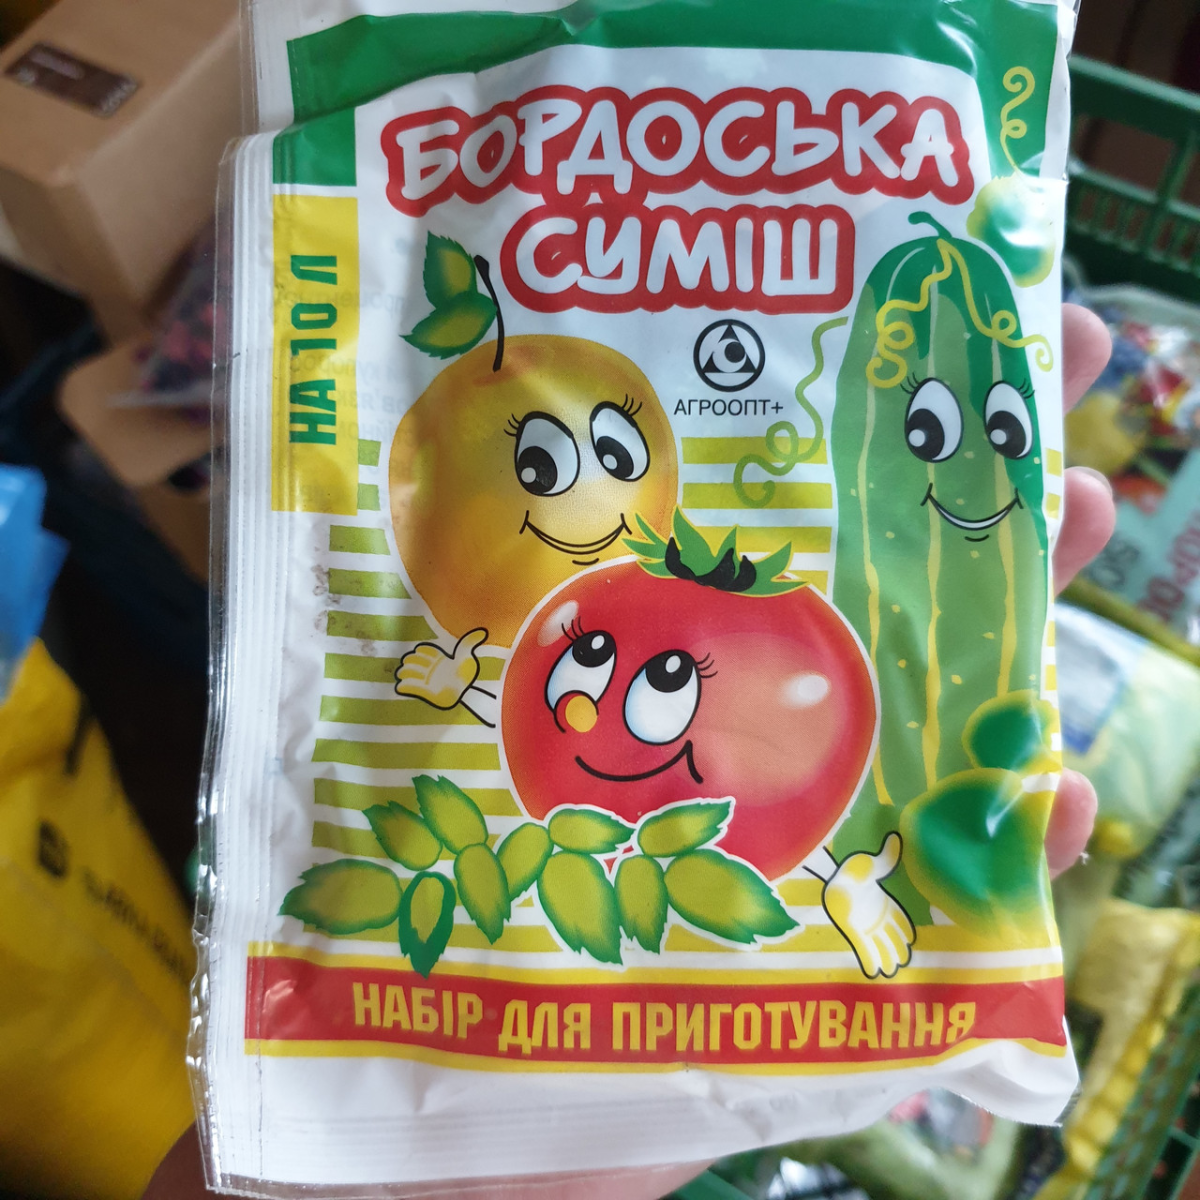 БОРДОСЬКА
СУМІШ
НА 10 Л
АГРООПТ+
НАБІР ДЛЯ ПРИГОТУВАННЯ